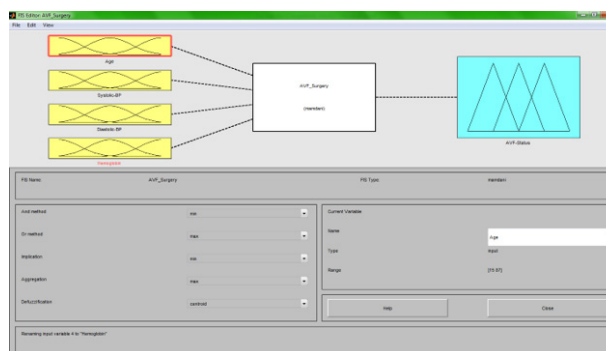 FIS Editor: AVF_Surgery
File Edit View
Age
Systolic-BP
Diastolic-BP
Hemoglobin
AVF_Surgery
(mamdani)
AVF-Status
FIS Name: AVF_Surgery FIS Type: mamdani
And method min
Or method max
Implication min
Aggregation max
Defuzzification centroid
Current Variable
Name Age
Type input
Range
Help Close
Renaming input variable 4 to "Hemoglobin"